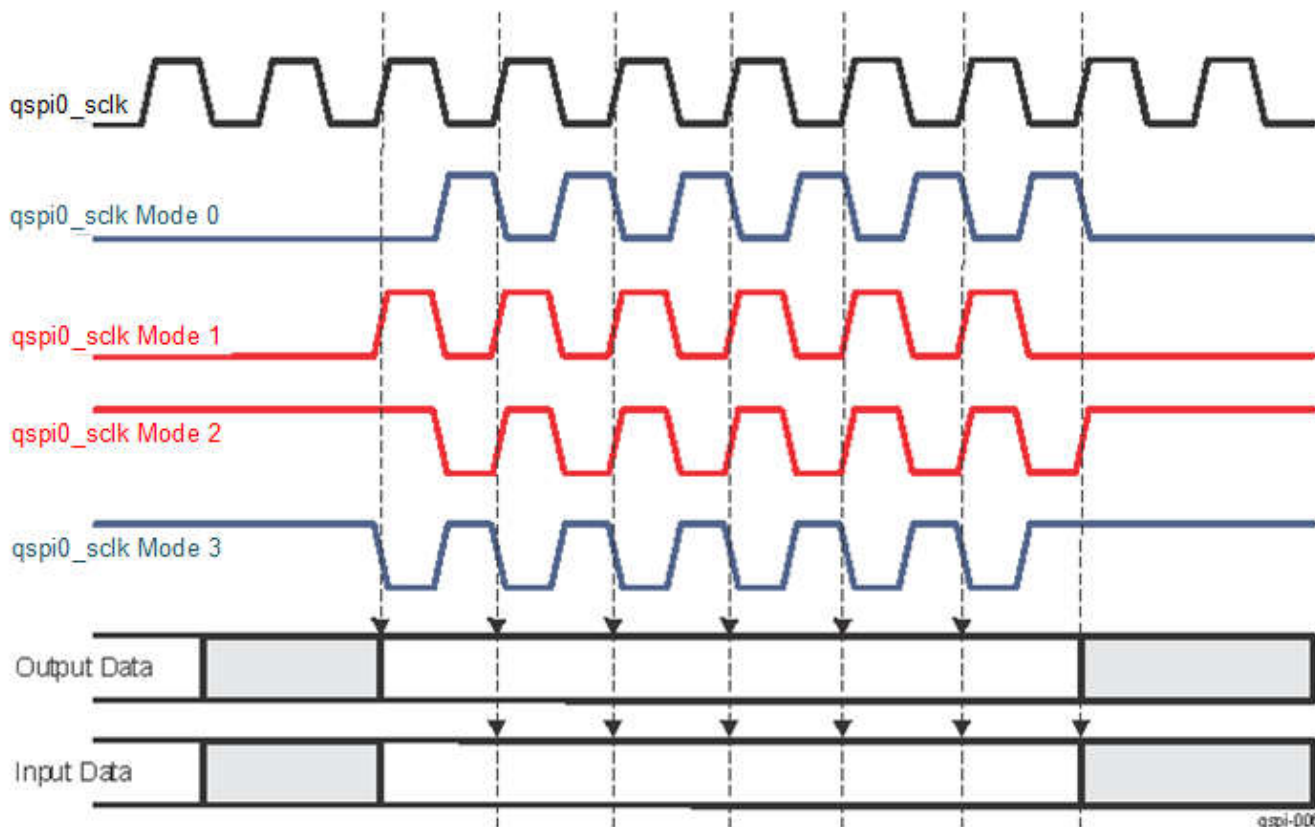 qspi0_sclk
qspi0_sclk Mode 0
qspi0_sclk Mode 1
qspi0_sclk Mode 2
qspi0_sclk Mode 3
Output Data
Input Data